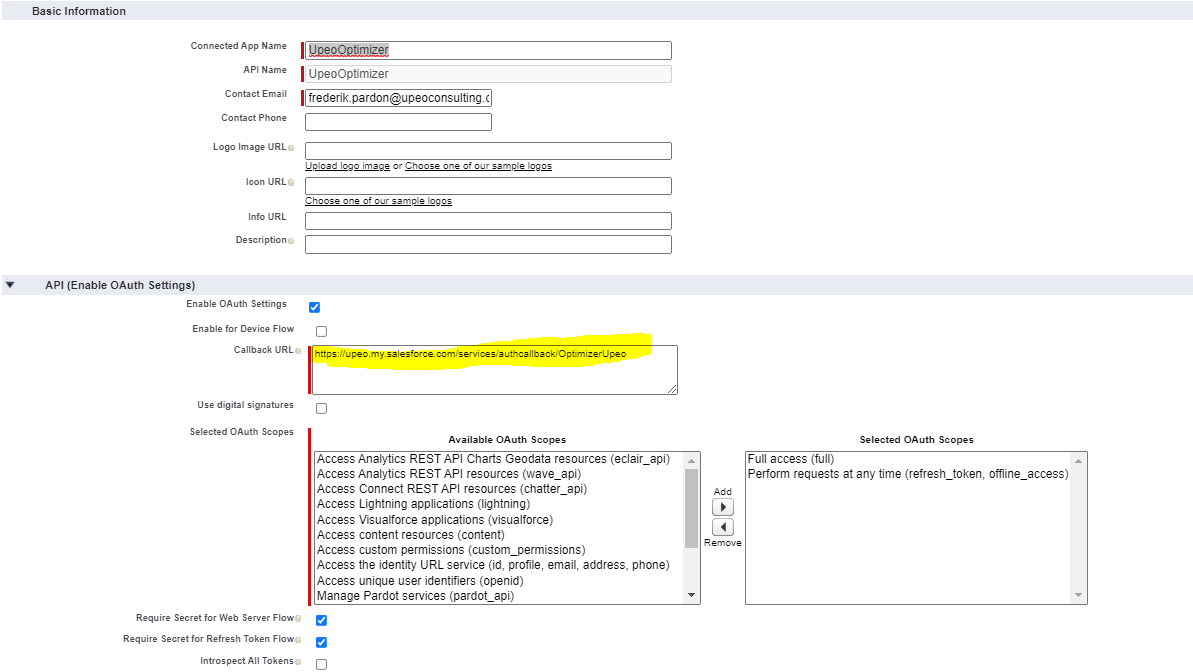 Basic Information
Connected App Name UpeoOptimizer
API Name UpeoOptimizer
Contact Email frederik.pardon@upeoconsulting.c
Contact Phone
Logo Image URL
Upload logo image or Choose one of our sample logos
Icon URL
Choose one of our sample logos
Info URL
Description
API (Enable OAuth Settings)
Enable OAuth Settings
Enable for Device Flow
Callback URL https://upeo.my.salesforce.com/services/authcallback/OptimizerUpeo
Use digital signatures
Selected OAuth Scopes
Available OAuth Scopes
Access Analytics REST API Charts Geodata resources (eclair_api)
Access Analytics REST API resources (wave_api)
Access Connect REST API resources (chatter_api)
Access Lightning applications (lightning)
Access Visualforce applications (visualforce)
Access content resources (content)
Access custom permissions (custom_permissions)
Access the identity URL service (id, profile, email, address, phone)
Access unique user identifiers (openid)
Manage Pardot services (pardot_api)
Add
Remove
Selected OAuth Scopes
Full access (full)
Perform requests at any time (refresh_token, offline_access)
Require Secret for Web Server Flow
Require Secret for Refresh Token Flow
Introspect All Tokens